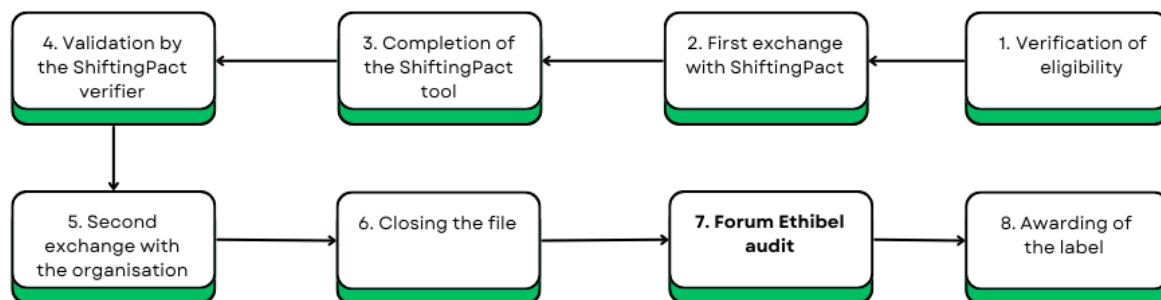 1. Verification of
eligibility
2. First exchange
with ShiftingPact
3. Completion of
the ShiftingPact
tool
4. Validation by
the ShiftingPact
verifier
5. Second
exchange with
the organisation
6. Closing the file
7. Forum Ethibel
audit
8. Awarding of
the label